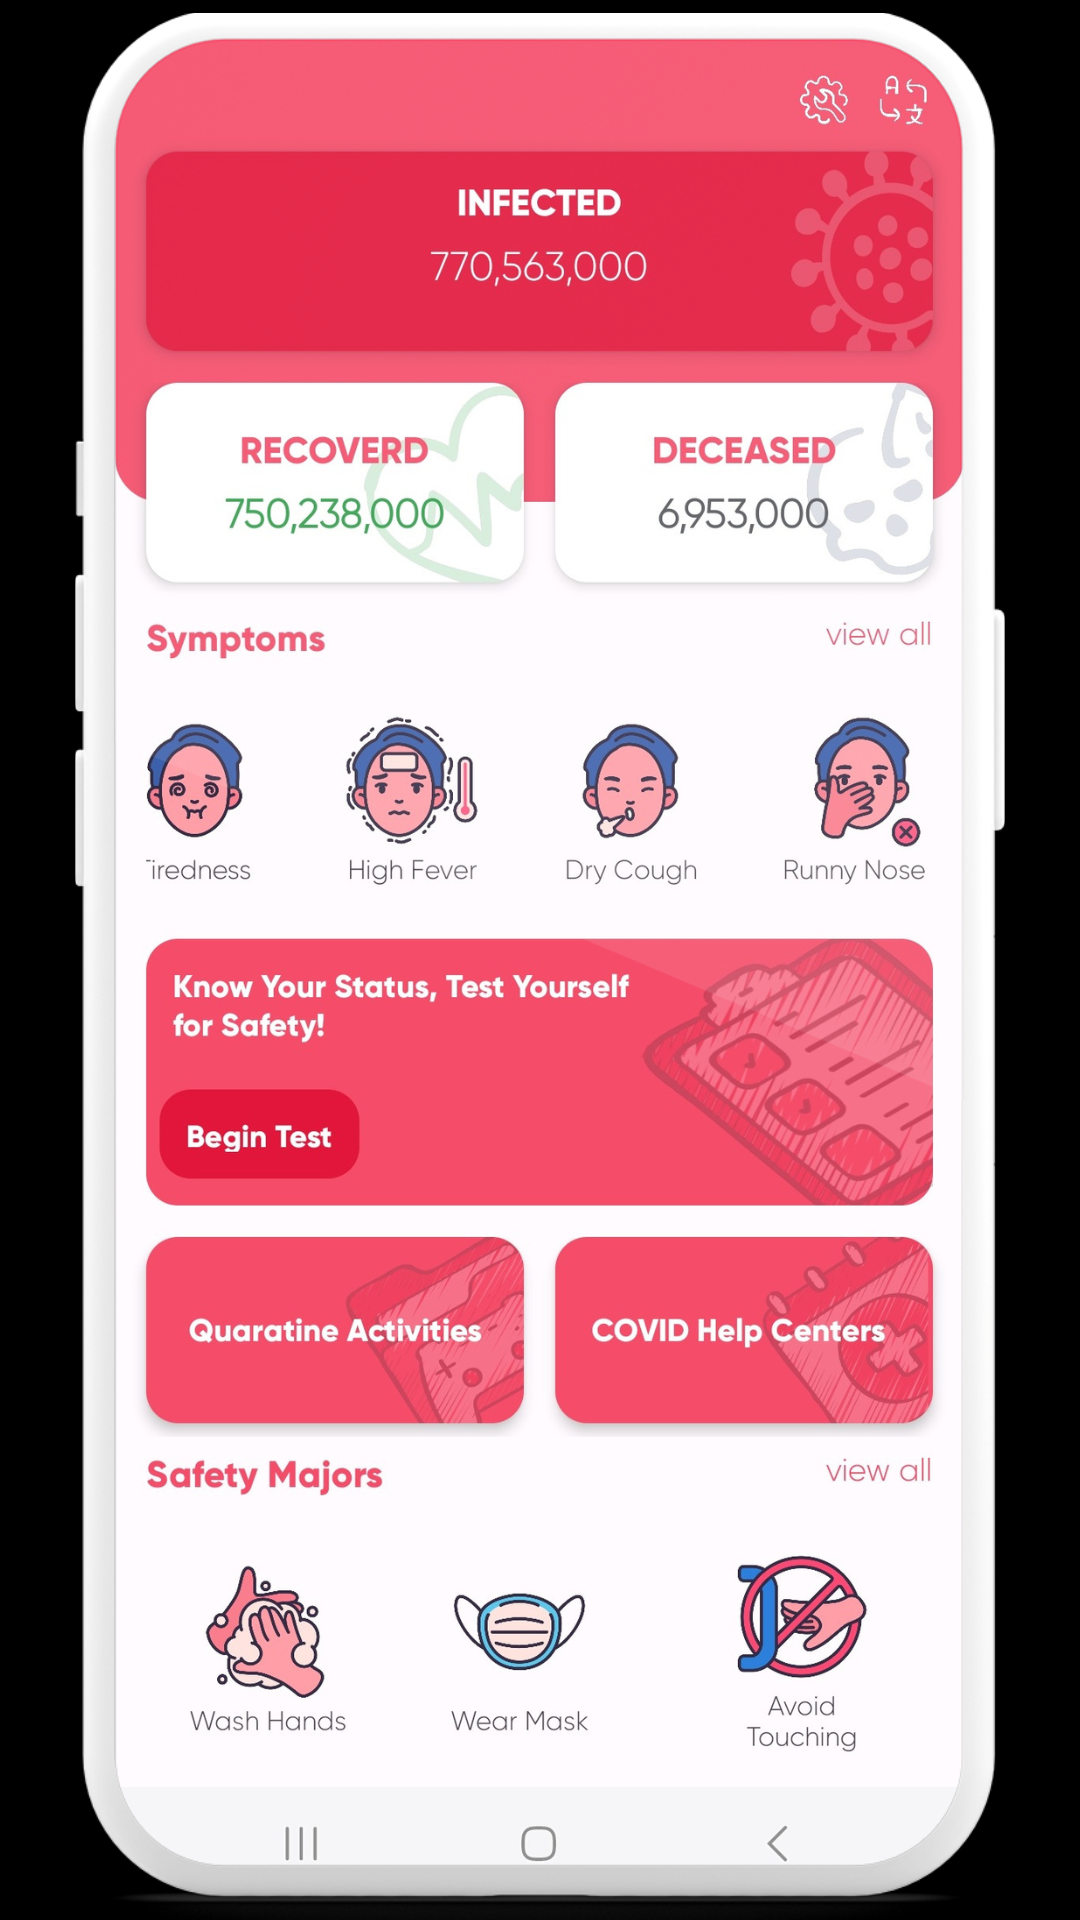 INFECTED
770,563,000
RECOVERD
DECEASED
750,238,000
6,953,000
Symptoms
view all
Tiredness
High Fever
Dry Cough
Runny Nose
Know Your Status, Test Yourself
for Safety!
Begin Test
Quaratine Activities
COVID Help Centers
Safety Majors
view all
Wash Hands
Wear Mask
Avoid
Touching